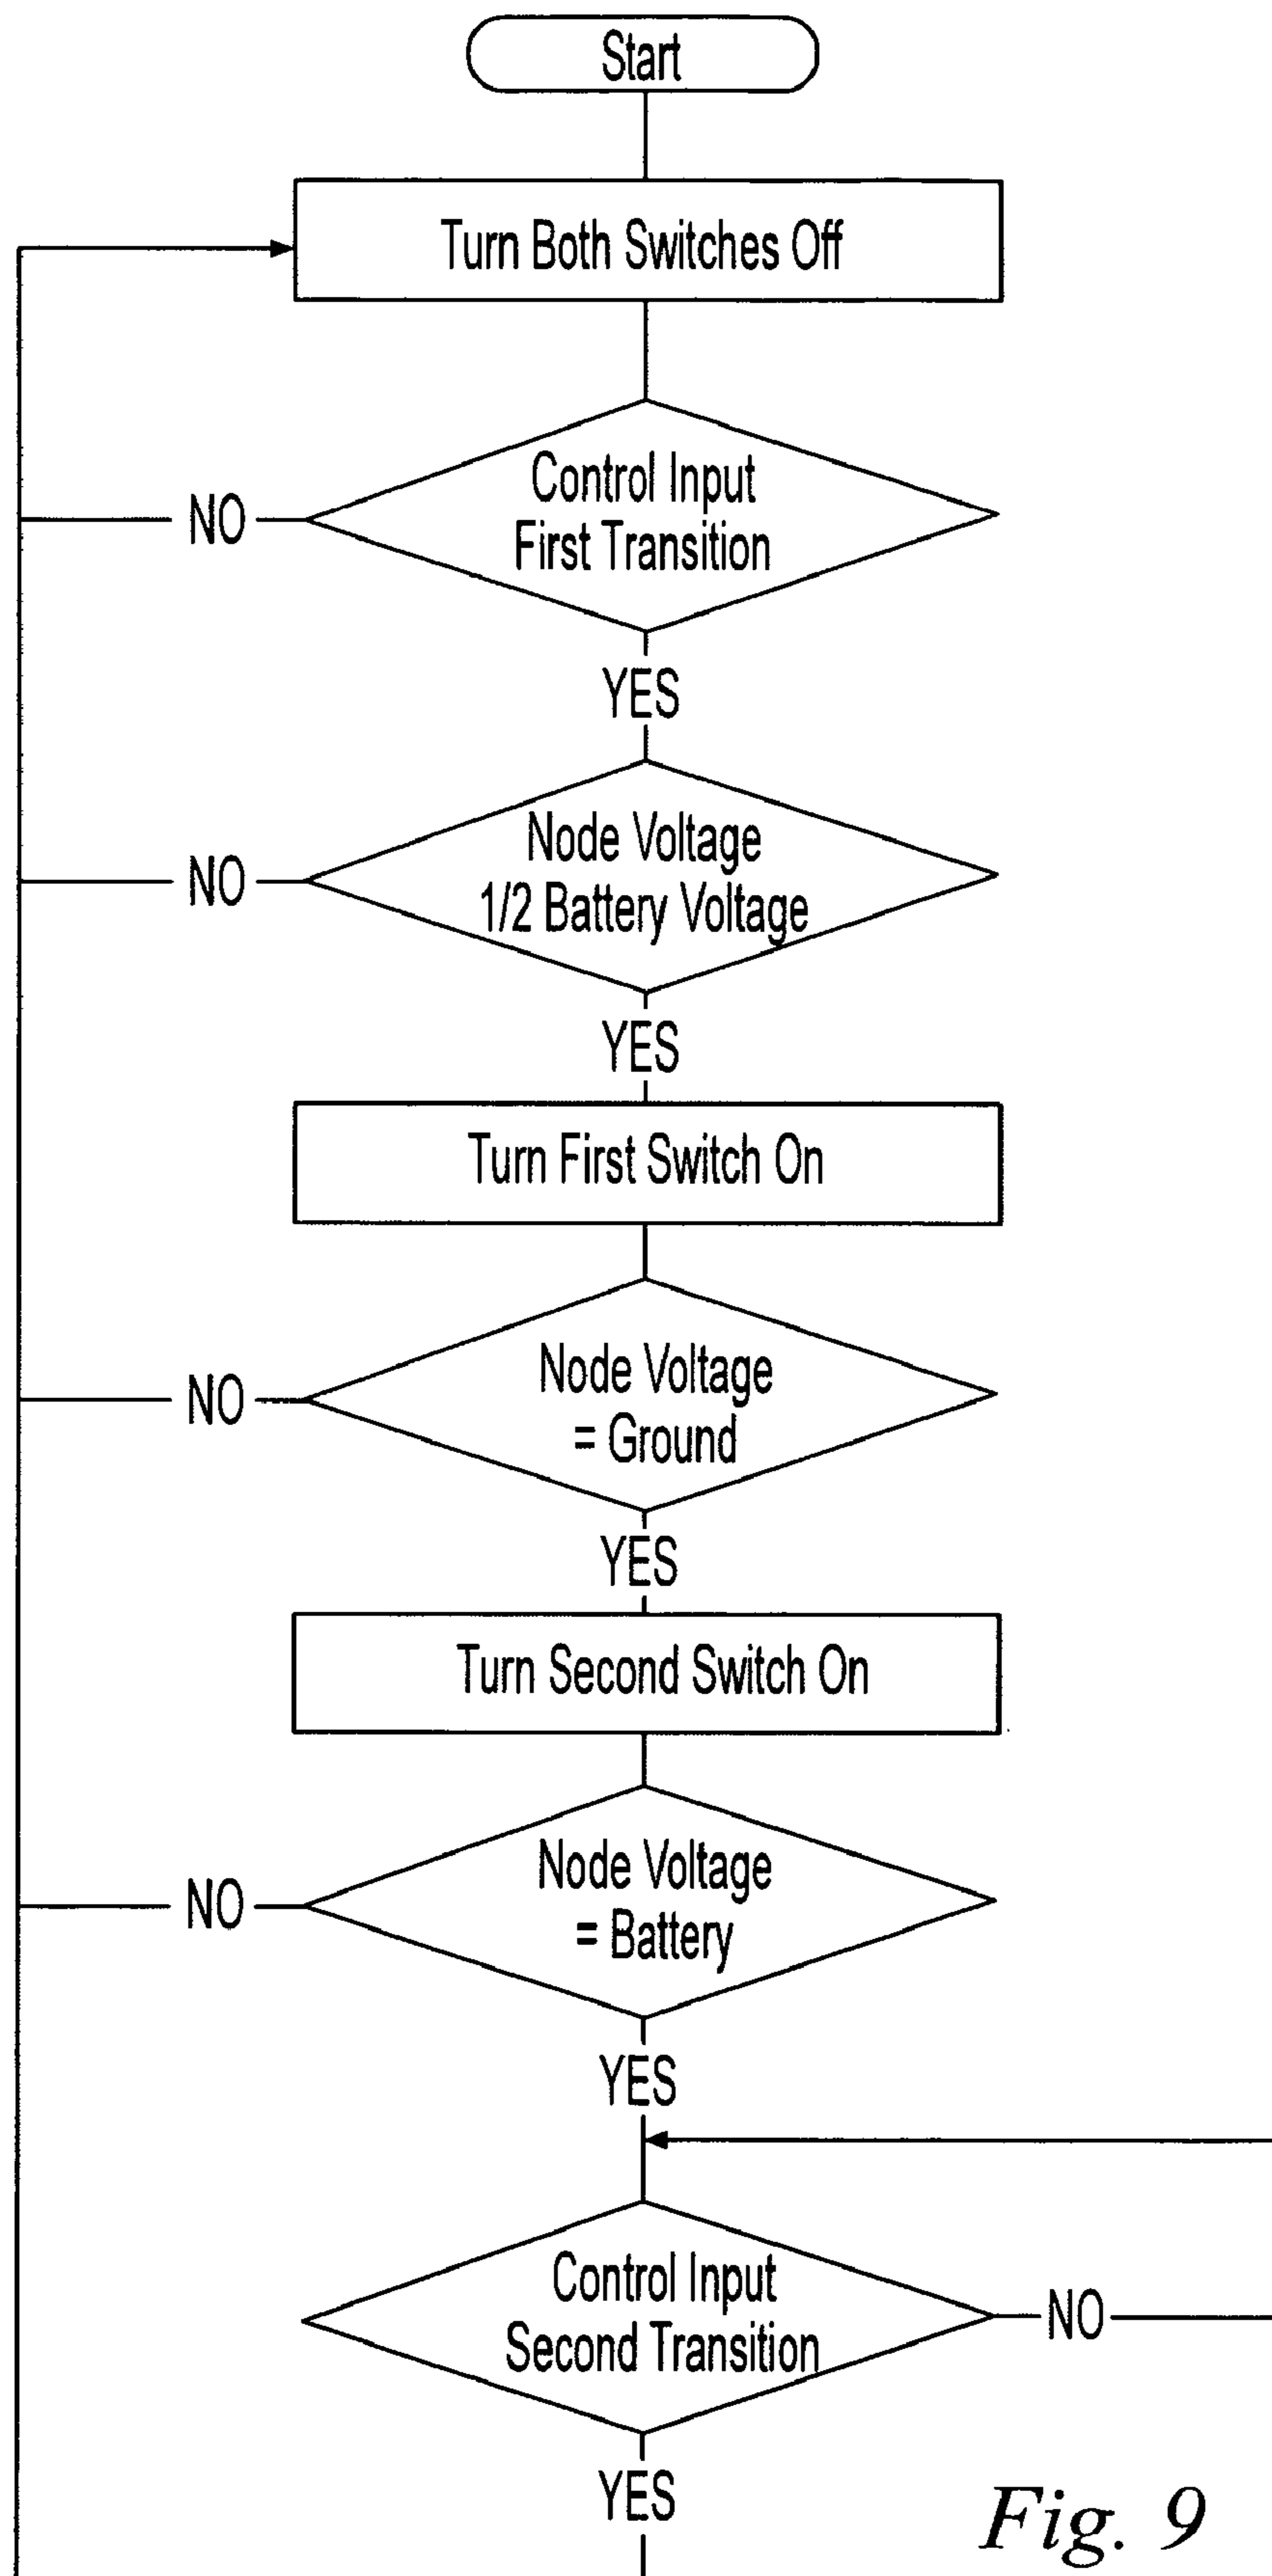 Start
Turn Both Switches Off
Control Input
First Transition
NO
YES
Node Voltage
1/2 Battery Voltage
NO
YES
Turn First Switch On
Node Voltage
= Ground
NO
YES
Turn Second Switch On
Node Voltage
= Battery
NO
YES
Control Input
Second Transition
NO
YES
Fig. 9